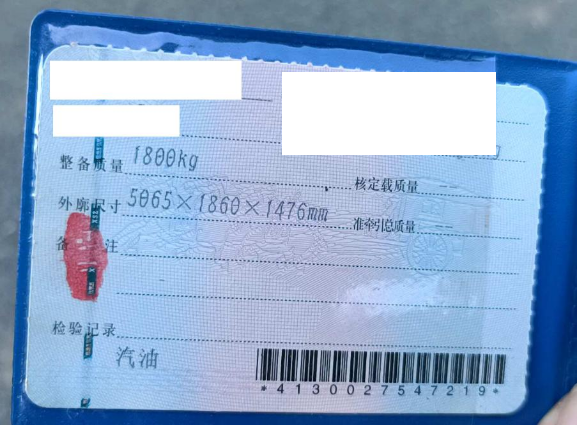 整备质量 1800kg 核定载质量 --
外廓尺寸 5065×1860×1476mm 准牵引总质量 --
备注
检验记录
汽油
*4130027547219*